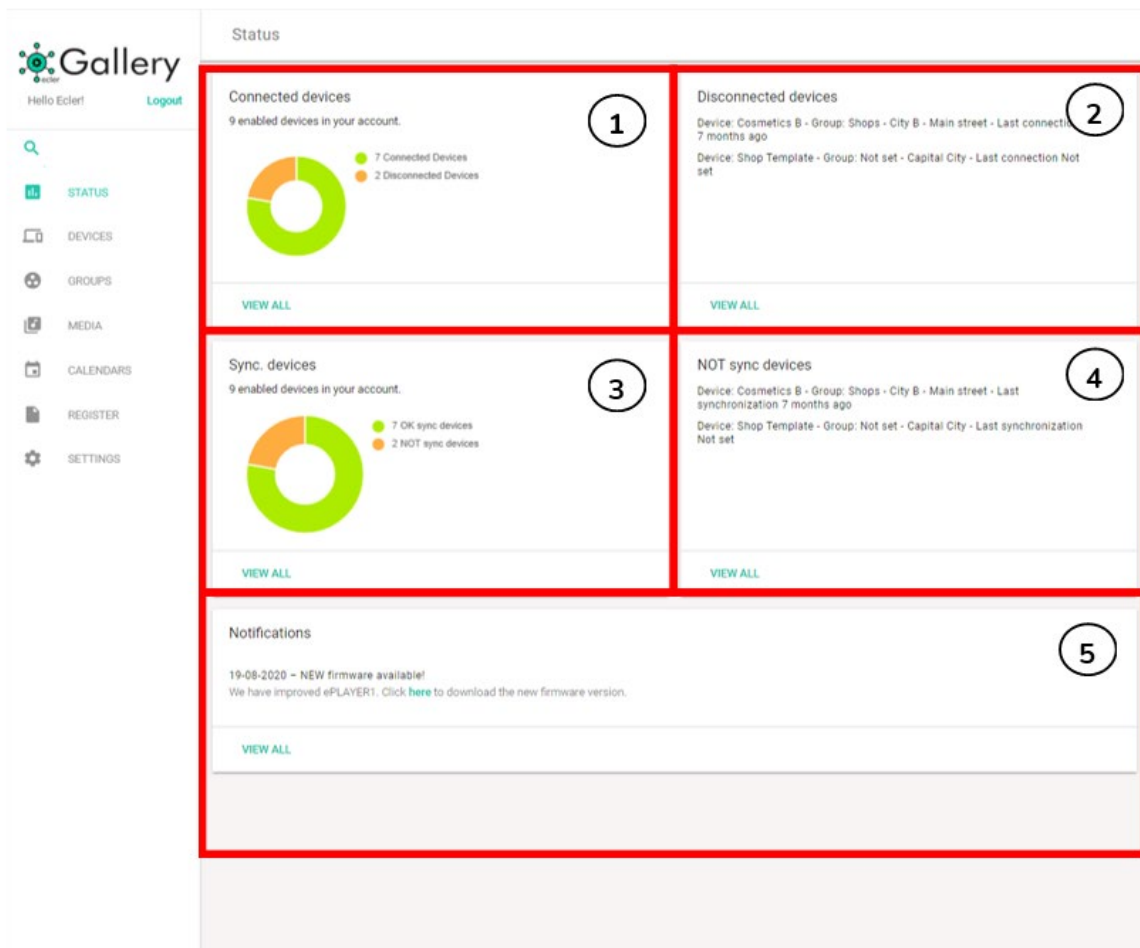 Status
ecler
Gallery
Hello Ecler! Logout
STATUS
DEVICES
GROUPS
MEDIA
CALENDARS
REGISTER
SETTINGS
Connected devices
1
9 enabled devices in your account.
7 Connected Devices
2 Disconnected Devices
VIEW ALL
Disconnected devices
2
Device: Cosmetics B - Group: Shops - City B - Main street - Last
7 months ago
Device: Shop Template - Group: Not set - Capital City - Last connection Not
set
VIEW ALL
Sync. devices
3
9 enabled devices in your account.
7 OK sync devices
2 NOT sync devices
VIEW ALL
NOT sync devices
4
Device: Cosmetics B - Group: Shops - City B - Main street - Last
synchronization 7 months ago
Device: Shop Template - Group: Not set - Capital City - Last synchronization
Not set
VIEW ALL
Notifications
5
19-08-2020 – NEW firmware available!
We have improved ePLAYER1. Click here to download the new firmware version.
VIEW ALL